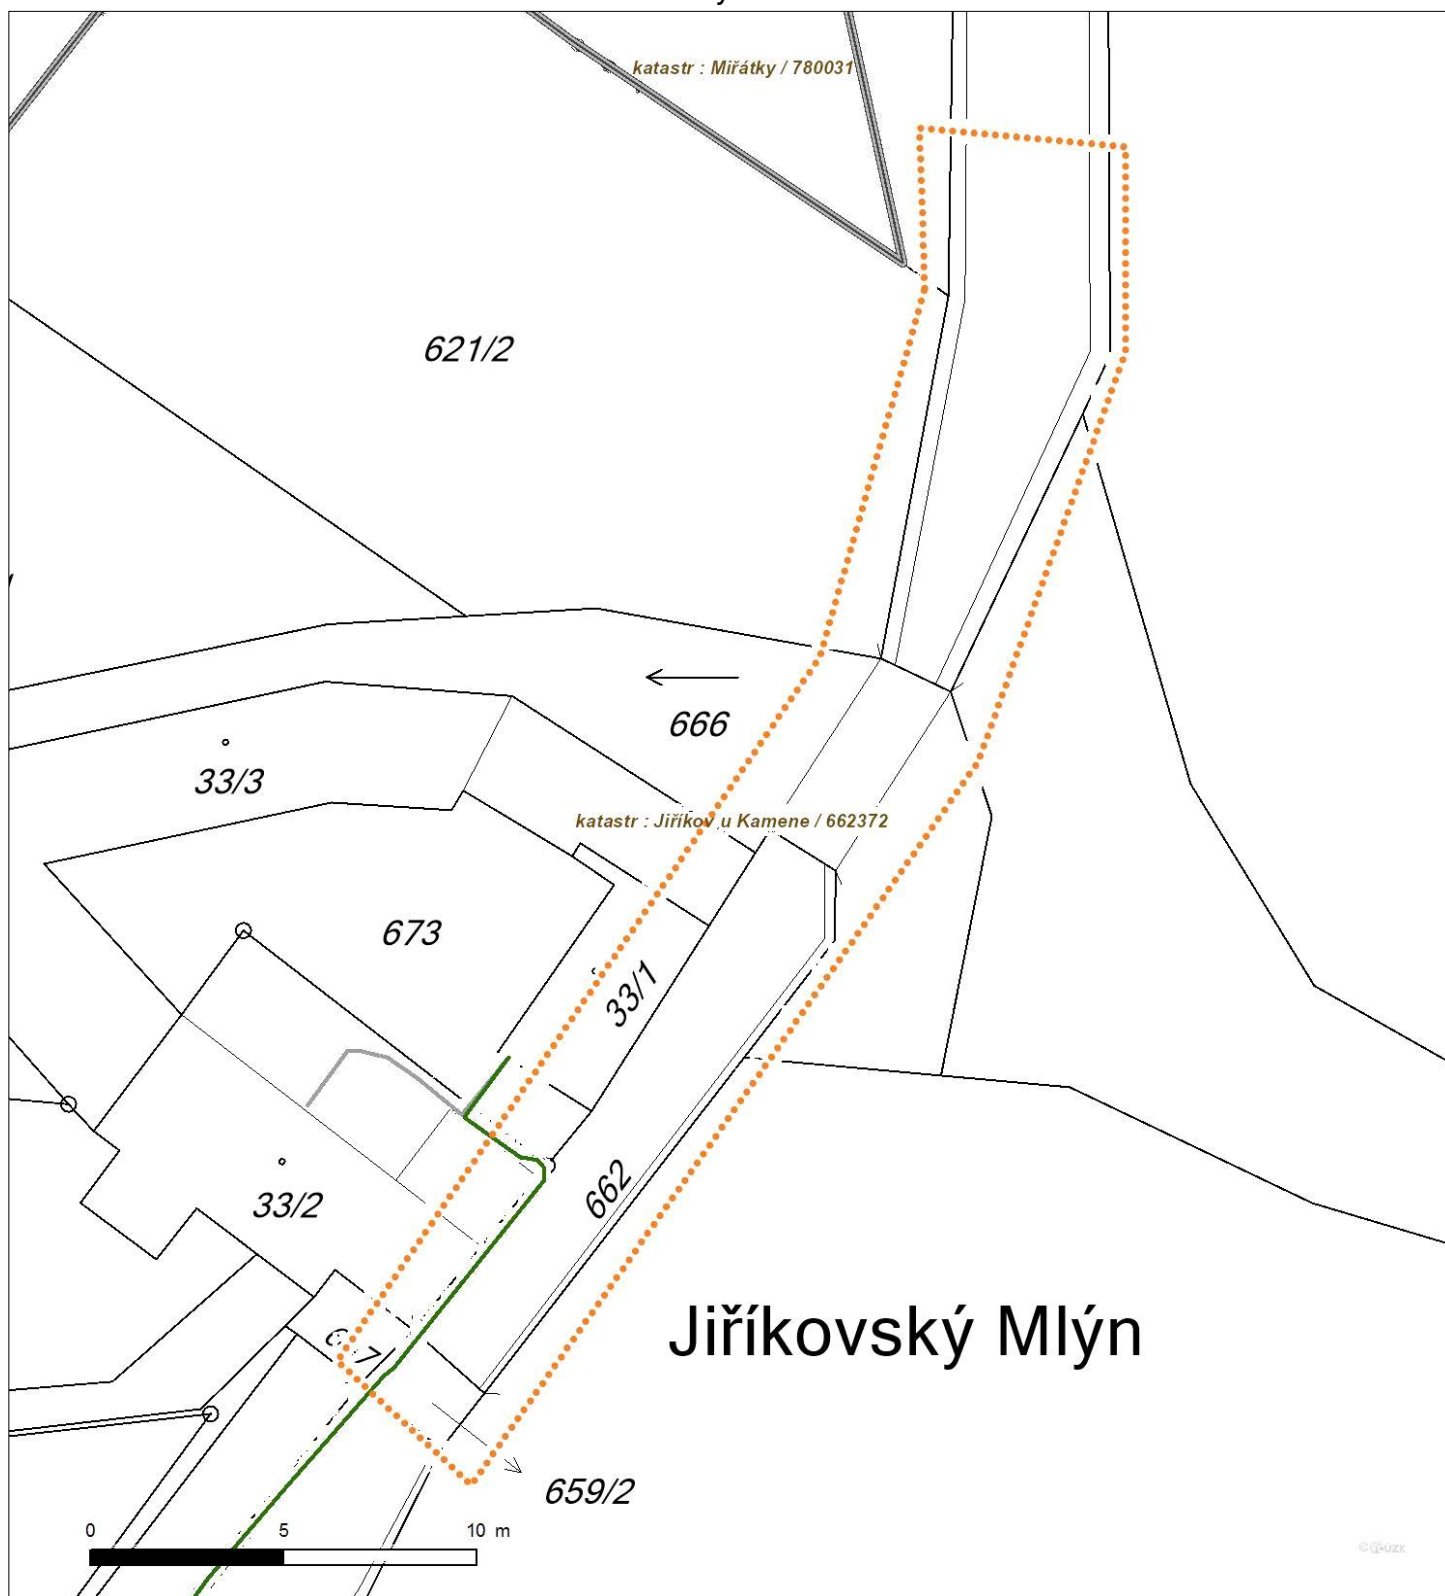 katastr : Miřátky / 780031
621/2
666
33/3
katastr : Jiříkov u Kamene / 662372
673
33/1
662
33/2
Jiříkovský Mlýn
659/2
0 5 10 m